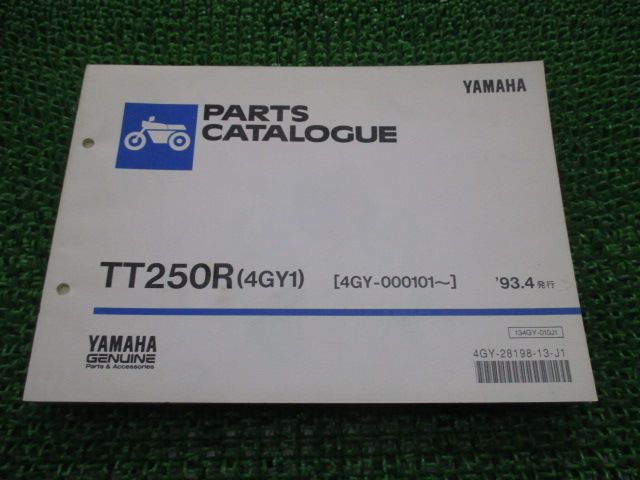 YAMAHA
PARTS
CATALOGUE
TT250R (4GY1) [4GY-000101~] '93.4 発行
134GY-010J1
YAMAHA
GENUINE
Parts & Accessories
4GY-28198-13-J1